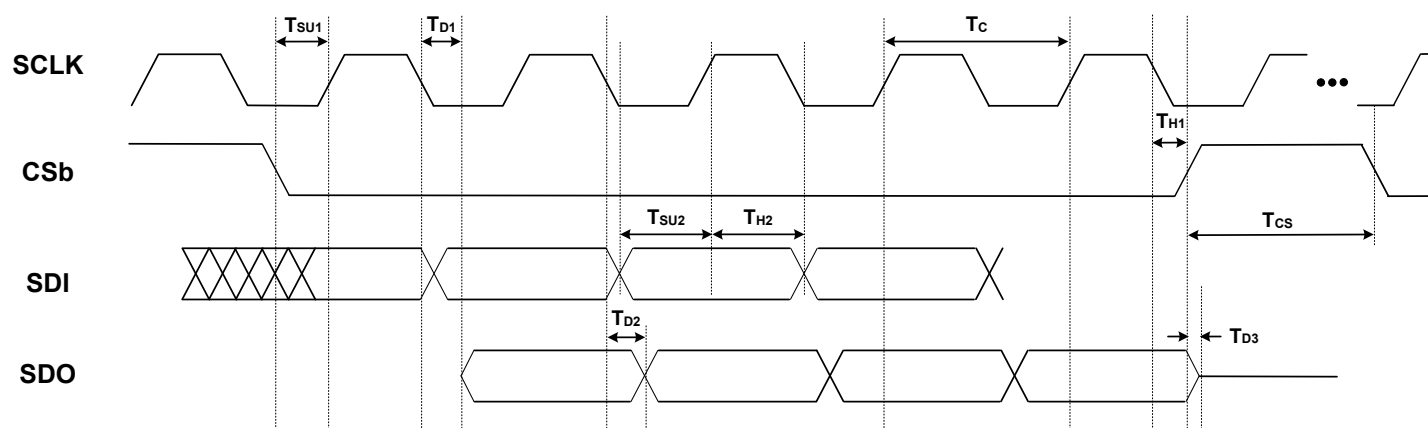 TSU1
TD1
TC
SCLK
•••
TH1
CSb
TSU2
TH2
TCS
SDI
TD2
TD3
SDO